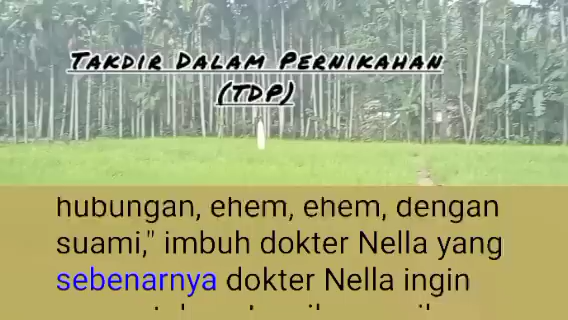 Takdir Dalam Pernikahan
(TDP)
hubungan, ehem, ehem, dengan
suami," imbuh dokter Nella yang
sebenarnya dokter Nella ingin